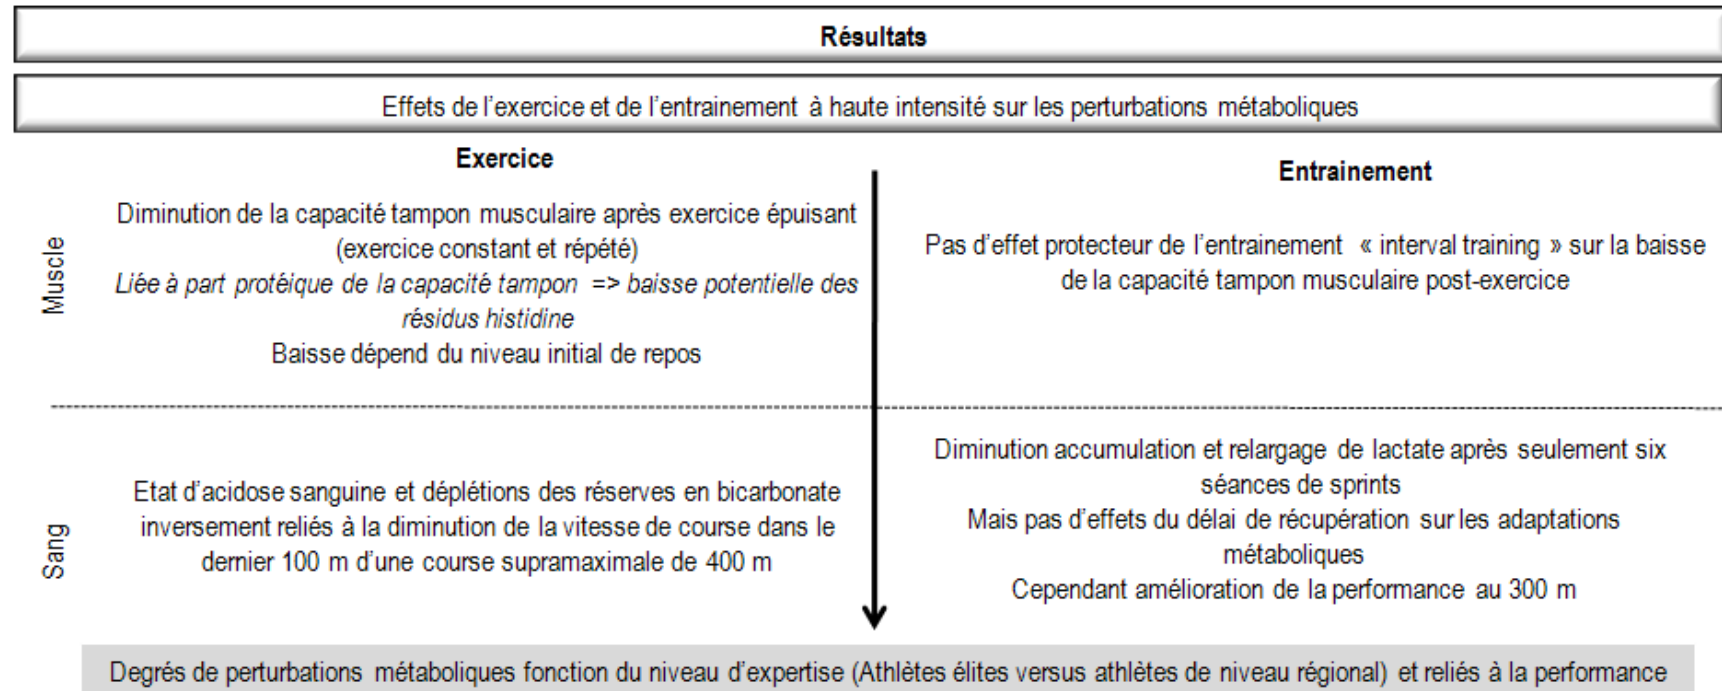 Résultats
Effets de l'exercice et de l'entrainement à haute intensité sur les perturbations métaboliques
Exercice
Entrainement
Muscle
Diminution de la capacité tampon musculaire après exercice épuisant
(exercice constant et répété)
Liée à part protéique de la capacité tampon => baisse potentielle des
résidus histidine
Baisse dépend du niveau initial de repos
Pas d'effet protecteur de l'entrainement « interval training » sur la baisse
de la capacité tampon musculaire post-exercice
Sang
Etat d'acidose sanguine et déplétions des réserves en bicarbonate
inversement reliés à la diminution de la vitesse de course dans le
dernier 100 m d'une course supramaximale de 400 m
Diminution accumulation et relargage de lactate après seulement six
séances de sprints
Mais pas d'effets du délai de récupération sur les adaptations
métaboliques
Cependant amélioration de la performance au 300 m
Degrés de perturbations métaboliques fonction du niveau d'expertise (Athlètes élites versus athlètes de niveau régional) et reliés à la performance